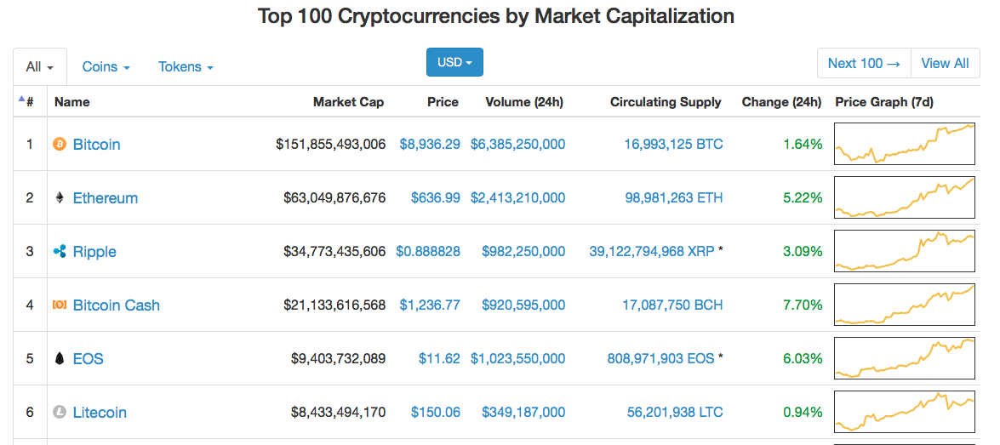 Top 100 Cryptocurrencies by Market Capitalization
All Coins Tokens USD Next 100 → View All
# Name Market Cap Price Volume (24h) Circulating Supply Change (24h) Price Graph (7d)
1 Bitcoin $151,855,493,006 $8,936.29 $6,385,250,000 16,993,125 BTC 1.64%
2 Ethereum $63,049,876,676 $636.99 $2,413,210,000 98,981,263 ETH 5.22%
3 Ripple $34,773,435,606 $0.888828 $982,250,000 39,122,794,968 XRP * 3.09%
4 Bitcoin Cash $21,133,616,568 $1,236.77 $920,595,000 17,087,750 BCH 7.70%
5 EOS $9,403,732,089 $11.62 $1,023,550,000 808,971,903 EOS * 6.03%
6 Litecoin $8,433,494,170 $150.06 $349,187,000 56,201,938 LTC 0.94%